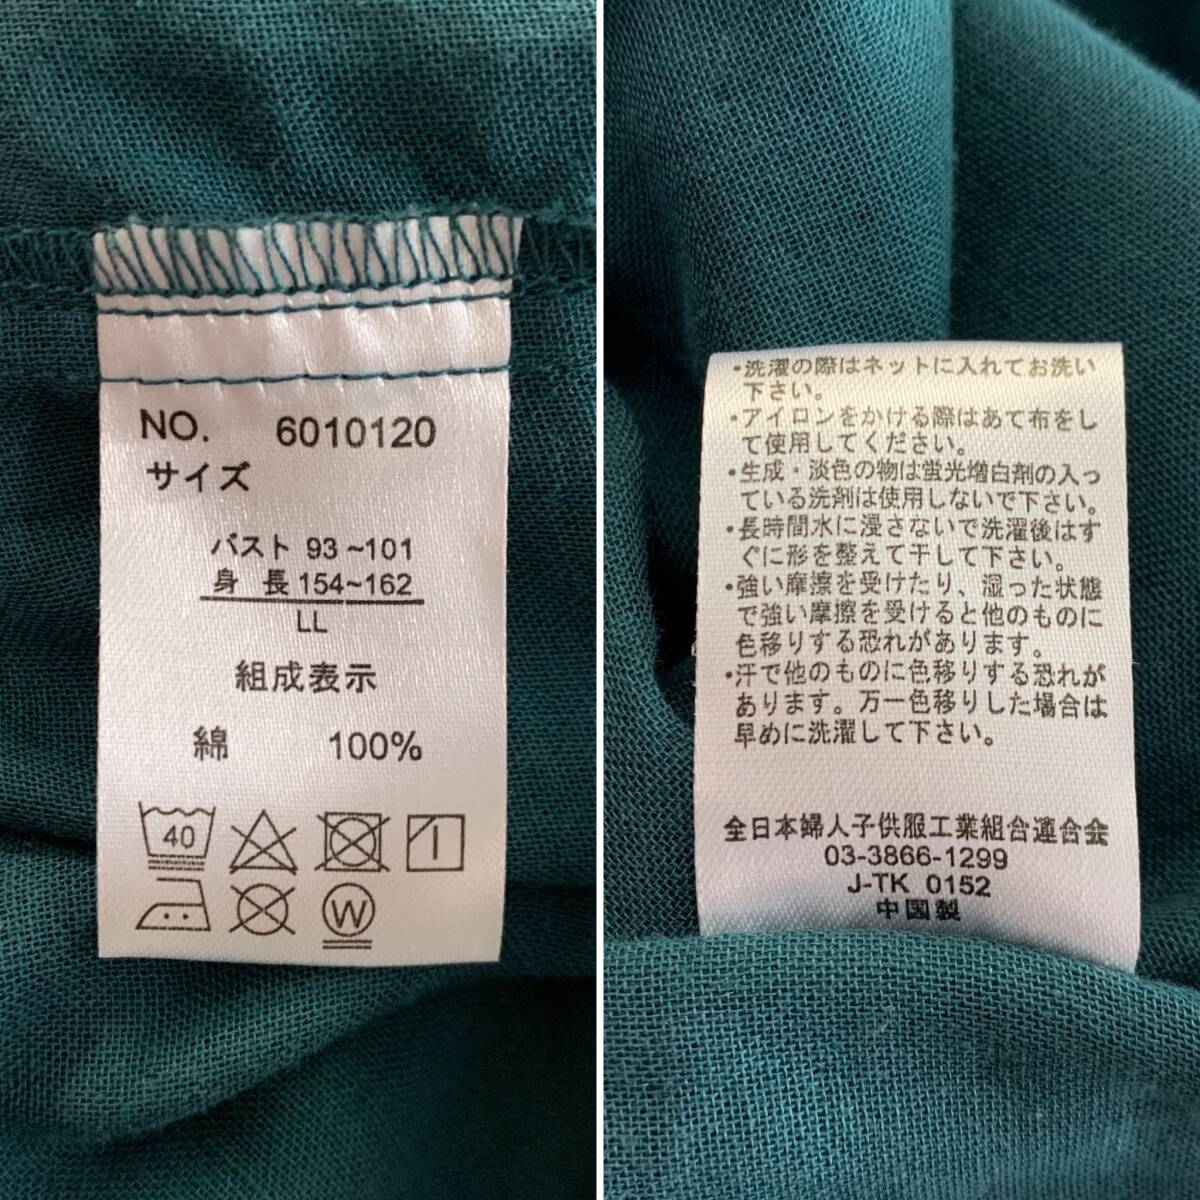 NO. 6010120
サイズ
バスト 93~101
身 長 154~162
LL
組成表示
綿 100%
40
W
・洗濯の際はネットに入れてお洗い
下さい。
・アイロンをかける際はあて布をし
て使用してください。
・生成・淡色の物は蛍光増白剤の入っ
ている洗剤は使用しないで下さい。
・長時間水に浸さないで洗濯後はす
ぐに形を整えて干して下さい。
・強い摩擦を受けたり、湿った状態
で強い摩擦を受けると他のものに
色移りする恐れがあります。
・汗で他のものに色移りする恐れが
あります。万一色移りした場合は
早めに洗濯して下さい。
全日本婦人子供服工業組合連合会
03-3866-1299
J-TK 0152
中国製